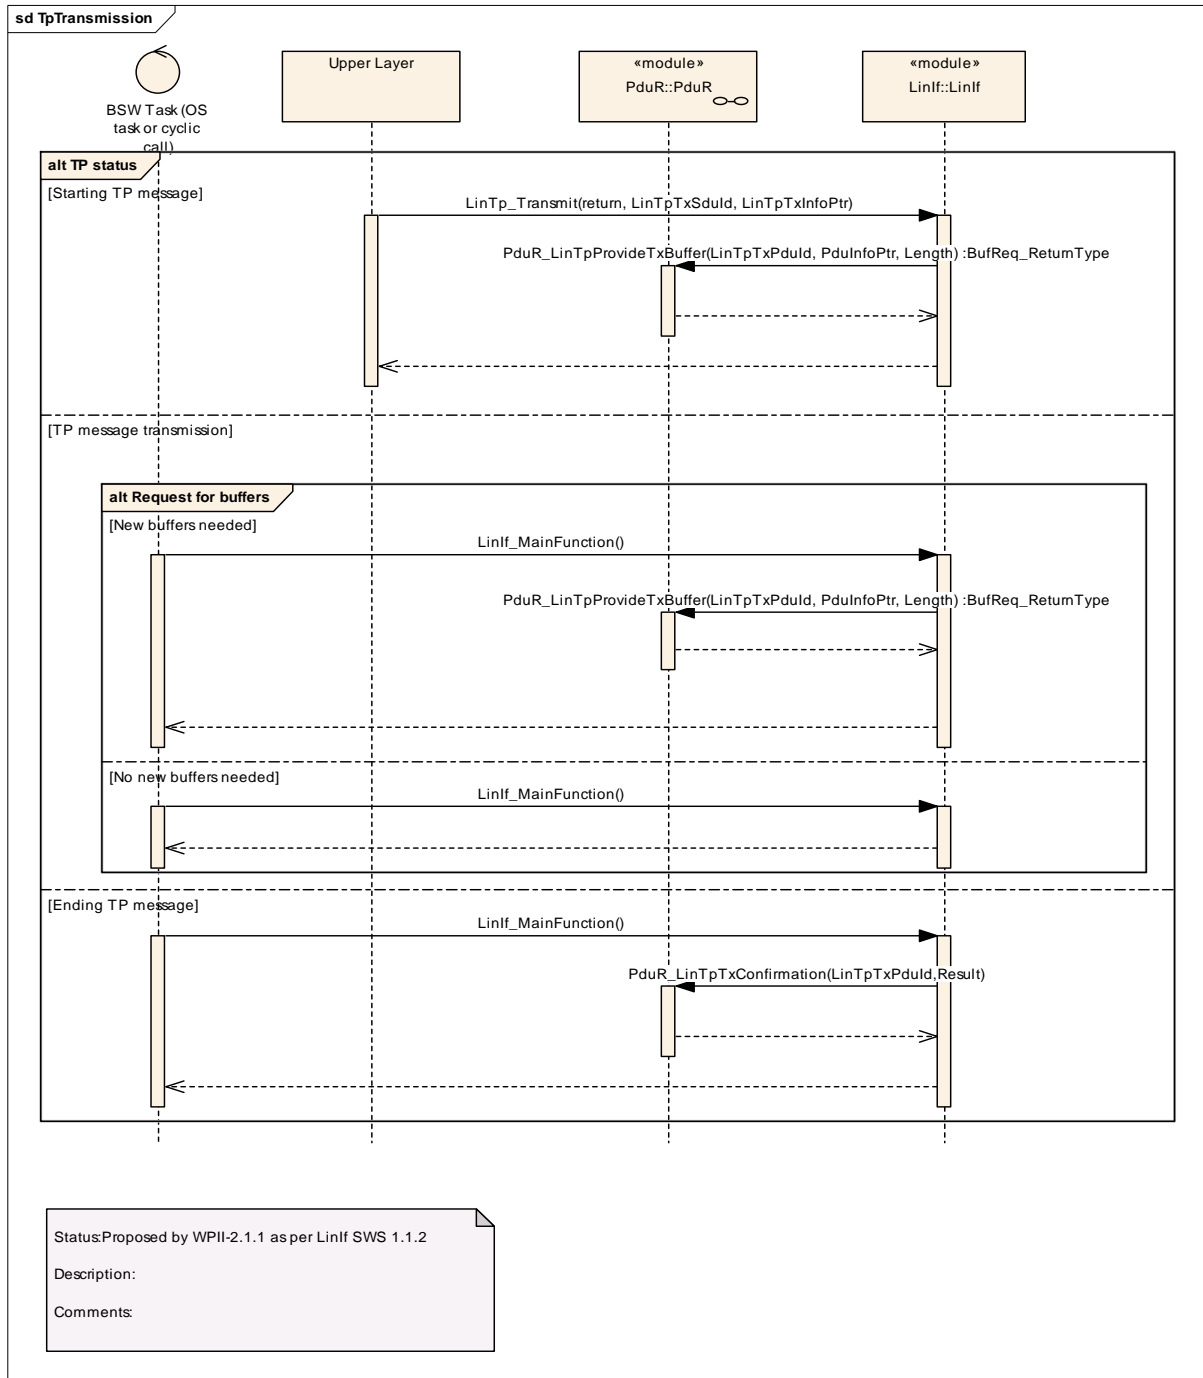 sd TpTransmission
BSW Task (OS
task or cyclic
call)
Upper Layer
«module»
PduR::PduR
«module»
LinIf::LinIf
alt TP status
[Starting TP message]
LinTp_Transmit(return, LinTpTxSduId, LinTpTxInfoPtr)
PduR_LinTpProvideTxBuffer(LinTpTxPduId, PduInfoPtr, Length) :BufReq_ReturnType
[TP message transmission]
alt Request for buffers
[New buffers needed]
LinIf_MainFunction()
PduR_LinTpProvideTxBuffer(LinTpTxPduId, PduInfoPtr, Length) :BufReq_ReturnType
[No new buffers needed]
LinIf_MainFunction()
[Ending TP message]
LinIf_MainFunction()
PduR_LinTpTxConfirmation(LinTpTxPduId,Result)
Status:Proposed by WPII-2.1.1 as per LinIf SWS 1.1.2
Description:
Comments: